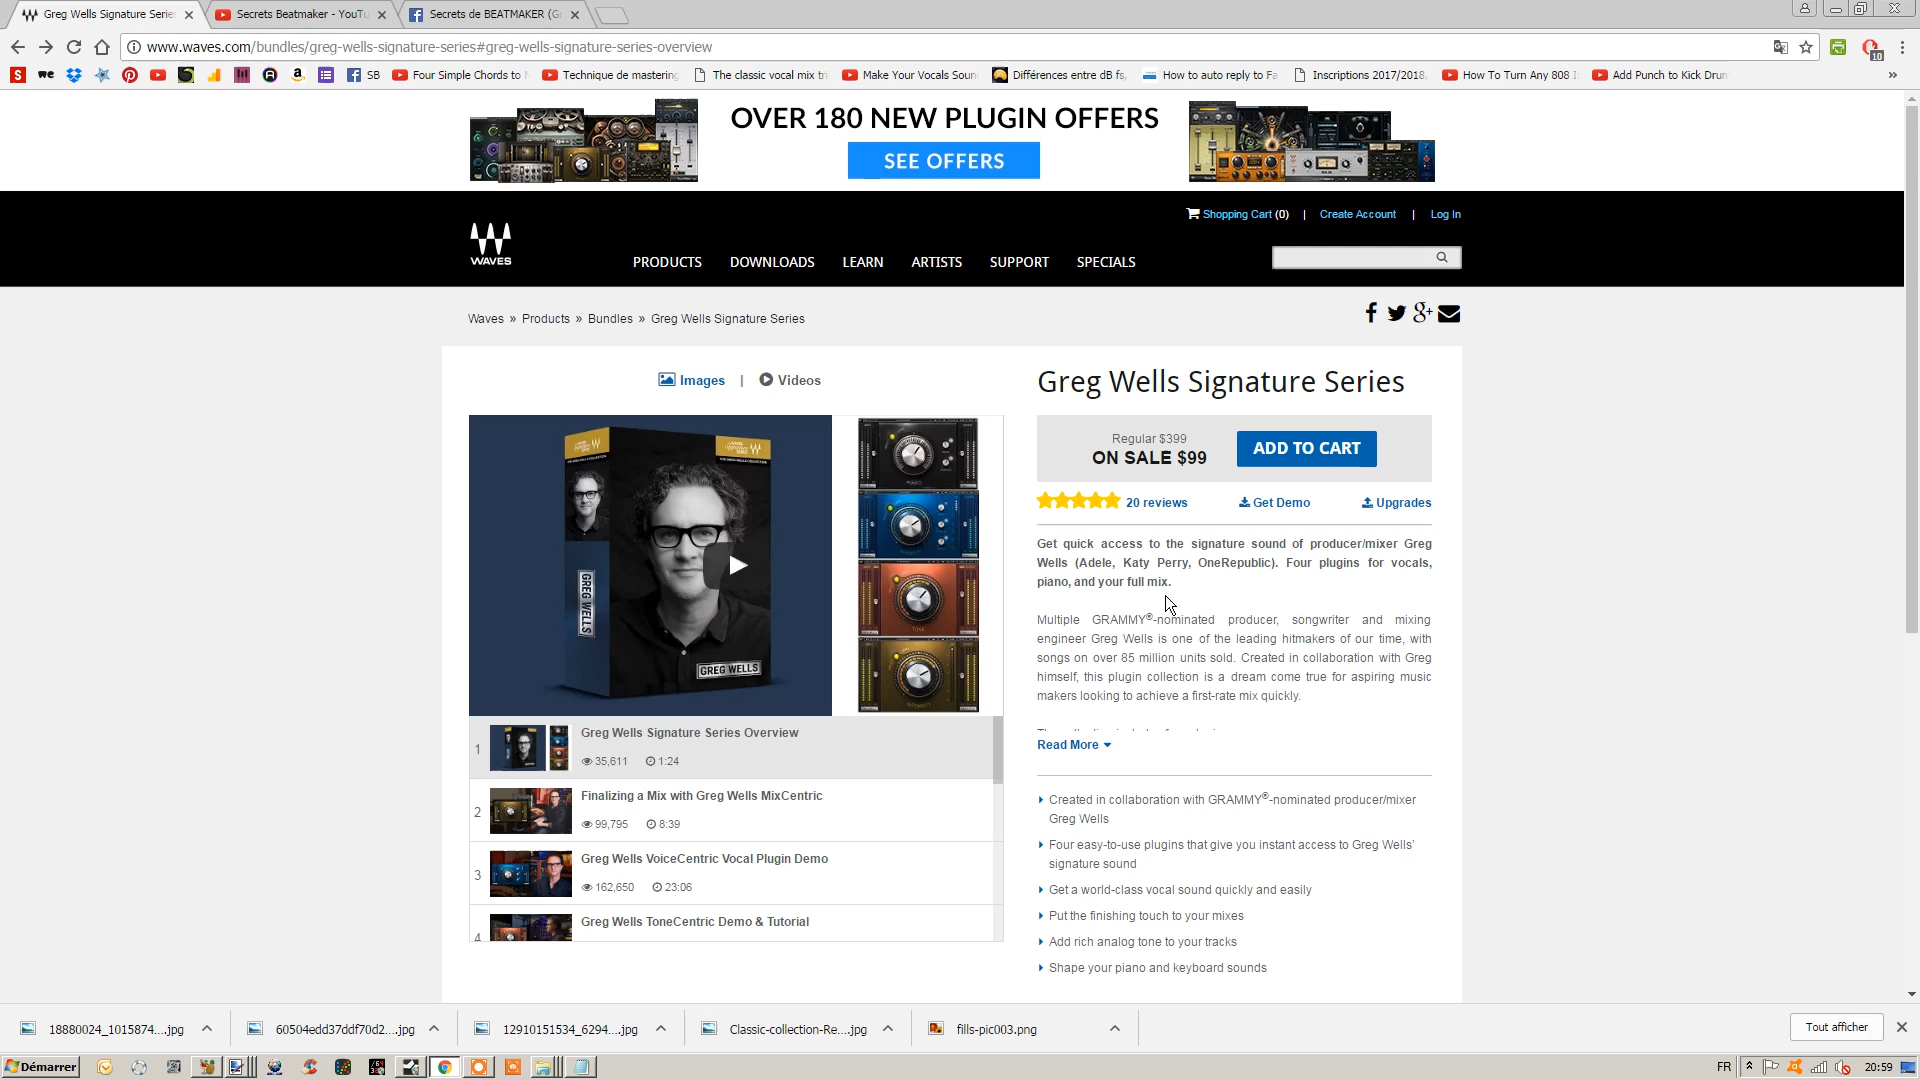 Greg Wells Signature Serie
Secrets Beatmaker - YouTu
Secrets de BEATMAKER (G
www.waves.com/bundles/greg-wells-signature-series#greg-wells-signature-series-overview
10
SB
Four Simple Chords to
Technique de mastering
The classic vocal mix tri
Make Your Vocals Soun
Différences entre dB fs,
How to auto reply to Fa
Inscriptions 2017/2018,
How To Turn Any 808
Add Punch to Kick Drum
OVER 180 NEW PLUGIN OFFERS
SEE OFFERS
Shopping Cart (0) | Create Account | Log In
WAVES
PRODUCTS DOWNLOADS LEARN ARTISTS SUPPORT SPECIALS
Waves » Products » Bundles » Greg Wells Signature Series
Images | Videos
GREG WELLS
GREG WELLS
PIANO
TONE
INTENSITY
1
Greg Wells Signature Series Overview
35,611 1:24
2
Finalizing a Mix with Greg Wells MixCentric
99,795 8:39
3
Greg Wells VoiceCentric Vocal Plugin Demo
162,650 23:06
4
Greg Wells ToneCentric Demo & Tutorial
Greg Wells Signature Series
Regular $399
ON SALE $99
ADD TO CART
20 reviews
Get Demo
Upgrades
Get quick access to the signature sound of producer/mixer Greg
Wells (Adele, Katy Perry, OneRepublic). Four plugins for vocals,
piano, and your full mix.
Multiple GRAMMY®-nominated producer, songwriter and mixing
engineer Greg Wells is one of the leading hitmakers of our time, with
songs on over 85 million units sold. Created in collaboration with Greg
himself, this plugin collection is a dream come true for aspiring music
makers looking to achieve a first-rate mix quickly.
Read More
Created in collaboration with GRAMMY®-nominated producer/mixer
Greg Wells
Four easy-to-use plugins that give you instant access to Greg Wells'
signature sound
Get a world-class vocal sound quickly and easily
Put the finishing touch to your mixes
Add rich analog tone to your tracks
Shape your piano and keyboard sounds
18880024_1015874....jpg
60504edd37ddf70d2....jpg
12910151534_6294...jpg
Classic-collection-Re....jpg
fills-pic003.png
Tout afficher
Démarrer
FR
20:59